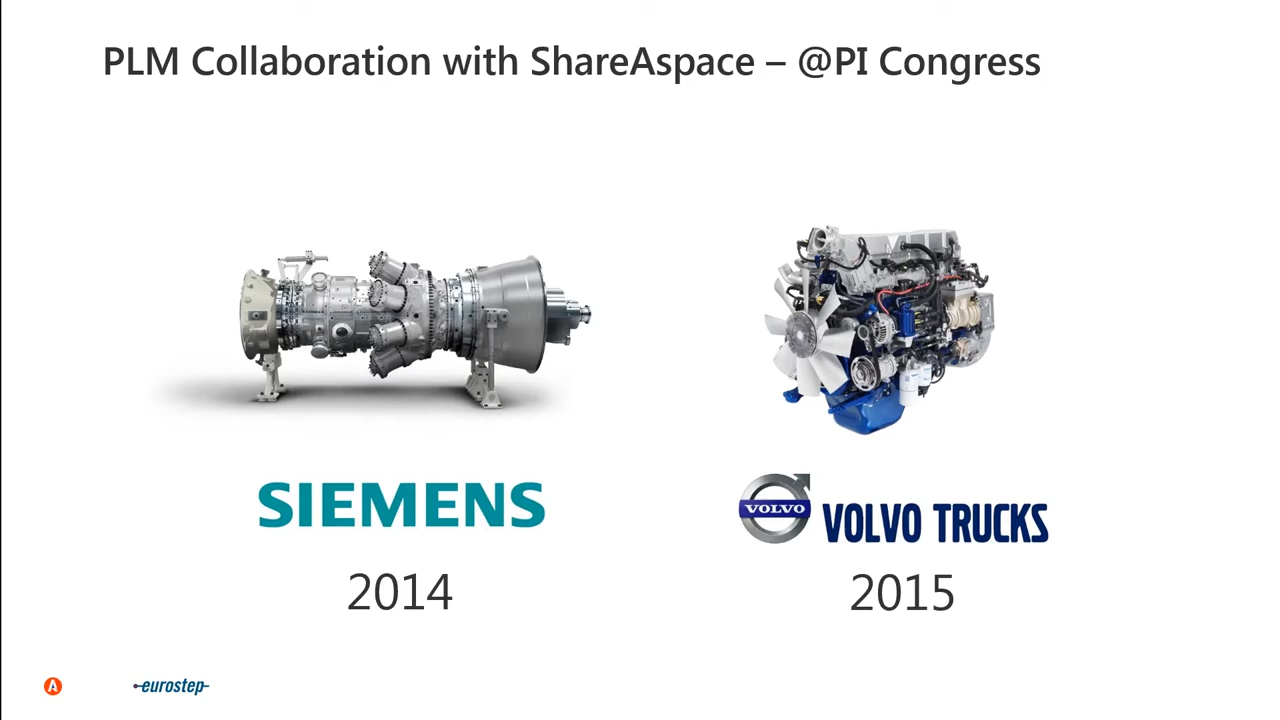 PLM Collaboration with ShareAspace – @PI Congress
SIEMENS
VOLVO
VOLVO TRUCKS
2014
2015
A
eurostep